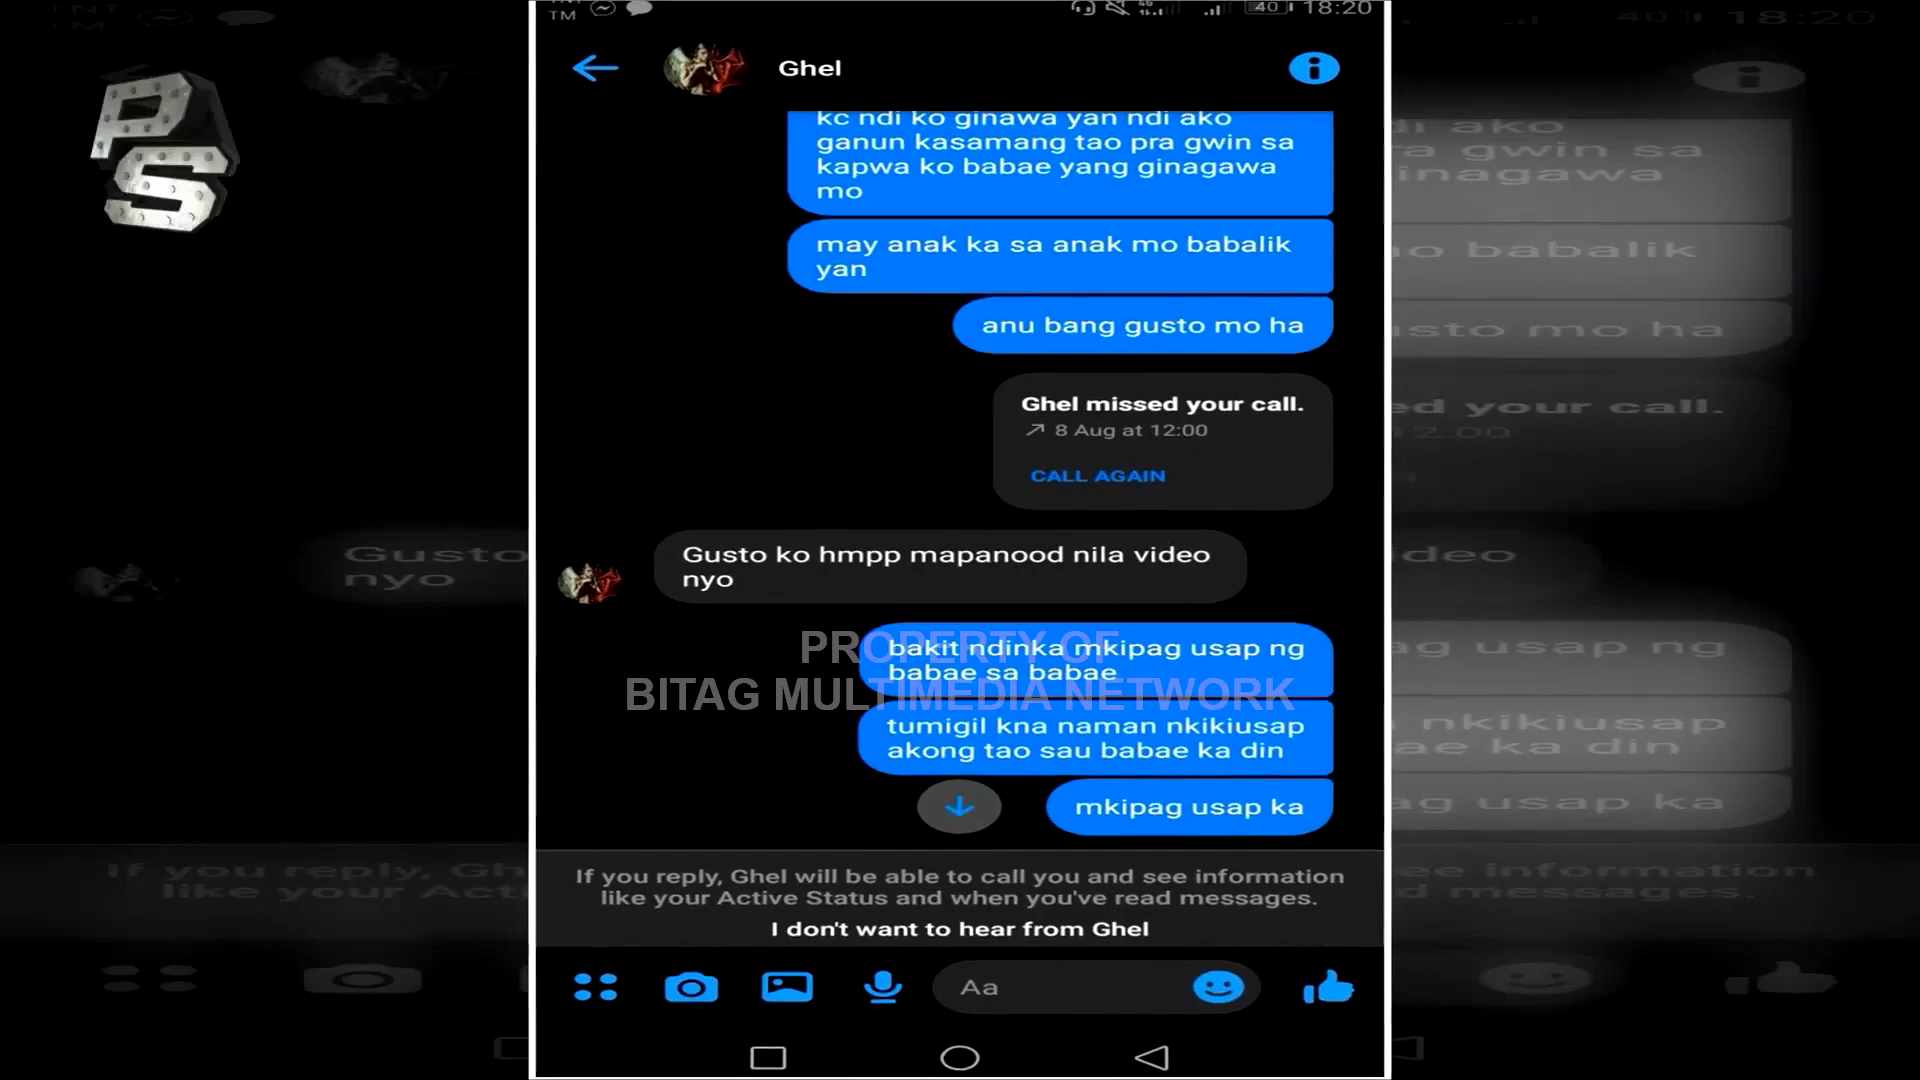 TM
40
18:20
Ghel
kc ndi ko ginawa yan ndi ako
ganun kasamang tao pra gwin sa
kapwa ko babae yang ginagawa
mo
may anak ka sa anak mo babalik
yan
anu bang gusto mo ha
Ghel missed your call.
8 Aug at 12:00
CALL AGAIN
Gusto ko hmpp mapanood nila video
nyo
bakit ndinka mkipag usap ng
babae sa babae
tumigil kna naman nkikiusap
akong tao sau babae ka din
mkipag usap ka
PROPERTY OF
BITAG MULTIMEDIA NETWORK
If you reply, Ghel will be able to call you and see information
like your Active Status and when you've read messages.
I don't want to hear from Ghel
Aa
PS